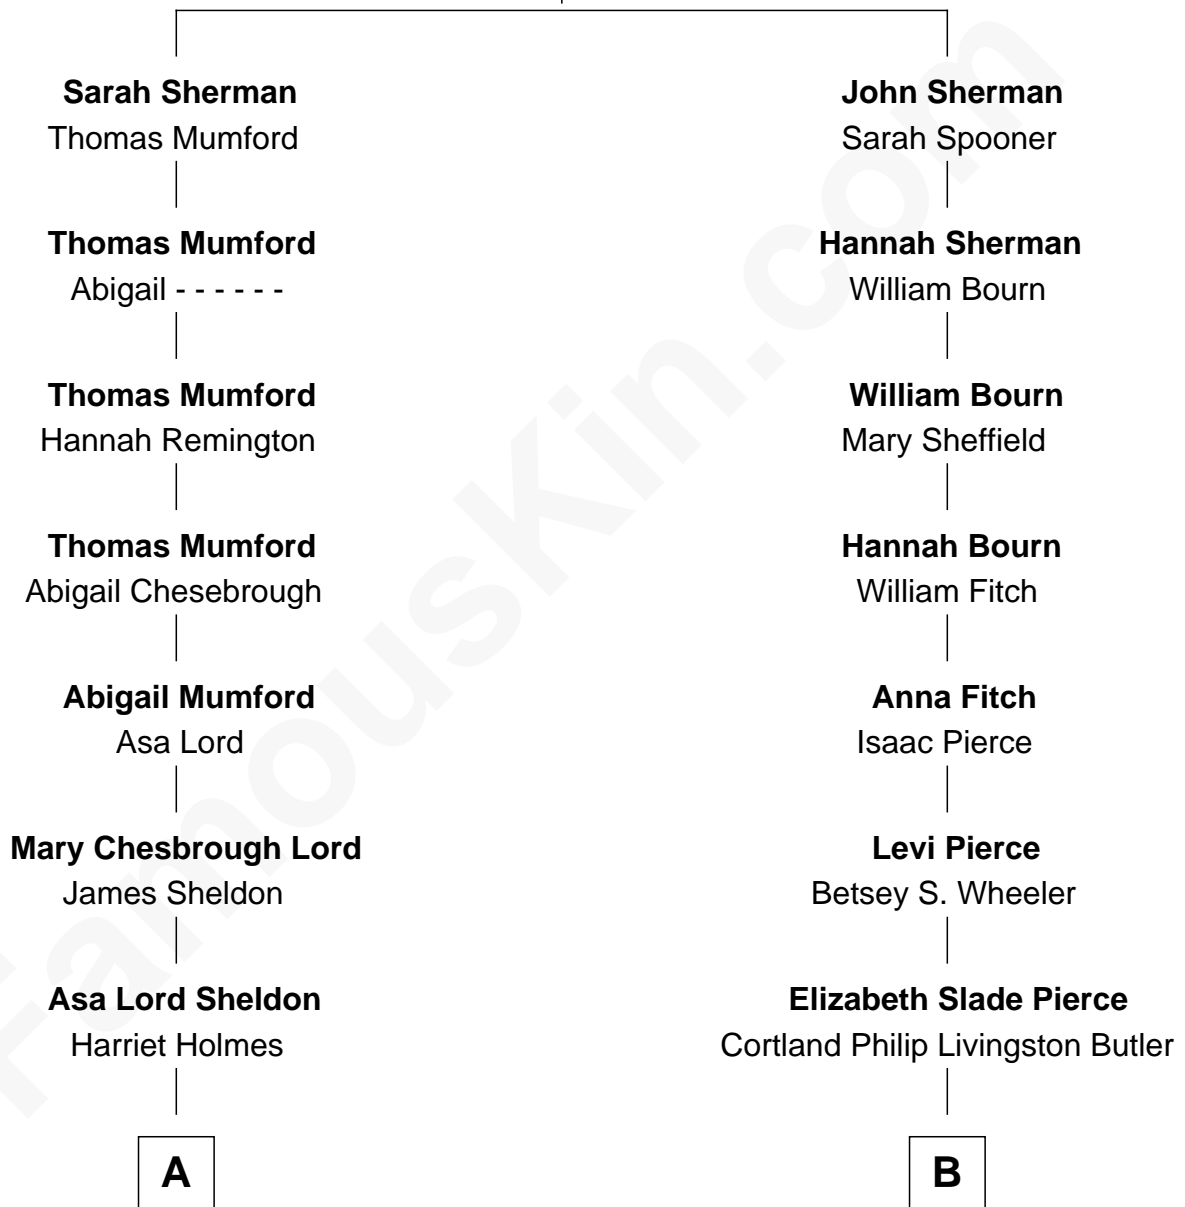 Sarah Sherman
Thomas Mumford
Thomas Mumford
Abigail - - - - - -
Thomas Mumford
Hannah Remington
Thomas Mumford
Abigail Chesebrough
Abigail Mumford
Asa Lord
Mary Chesbrough Lord
James Sheldon
Asa Lord Sheldon
Harriet Holmes
A
John Sherman
Sarah Spooner
Hannah Sherman
William Bourn
William Bourn
Mary Sheffield
Hannah Bourn
William Fitch
Anna Fitch
Isaac Pierce
Levi Pierce
Betsey S. Wheeler
Elizabeth Slade Pierce
Cortland Philip Livingston Butler
B
FamousKin.com